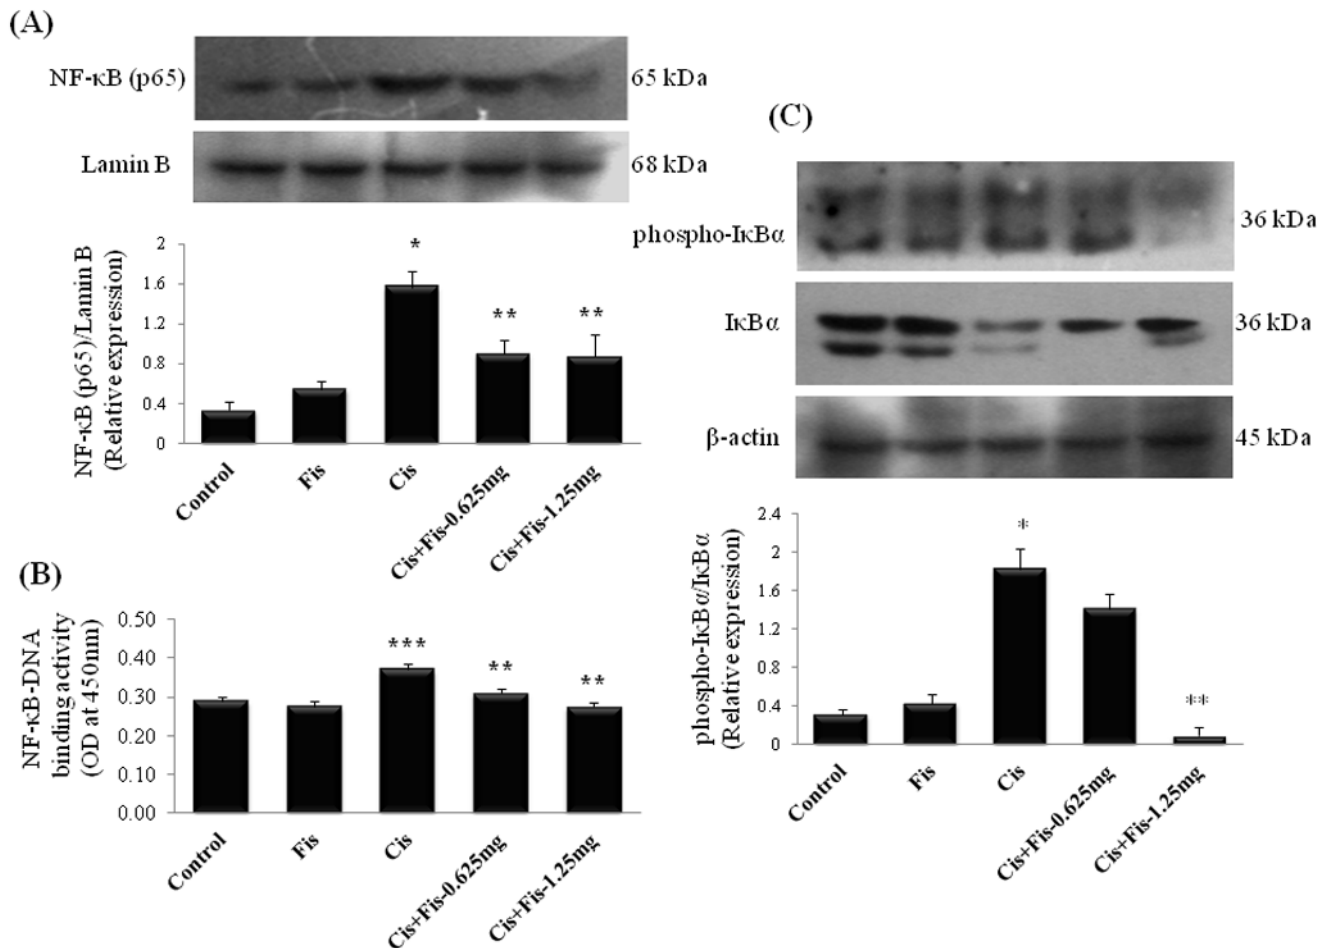 (A)
NF-κB (p65)
65 kDa
Lamin B
68 kDa
NF-κB (p65)/Lamin B
(Relative expression)
2
1.6
1.2
0.8
0.4
0
*
**
**
Control
Fis
Cis
Cis+Fis-0.625mg
Cis+Fis-1.25mg
(B)
NF-κB-DNA
binding activity
(OD at 450nm)
0.50
0.40
0.30
0.20
0.10
0.00
***
**
**
Control
Fis
Cis
Cis+Fis-0.625mg
Cis+Fis-1.25mg
(C)
phospho-IκBα
36 kDa
IκBα
36 kDa
β-actin
45 kDa
phospho-IκBα/IκBα
(Relative expression)
2.4
2
1.6
1.2
0.8
0.4
0
*
**
Control
Fis
Cis
Cis+Fis-0.625mg
Cis+Fis-1.25mg